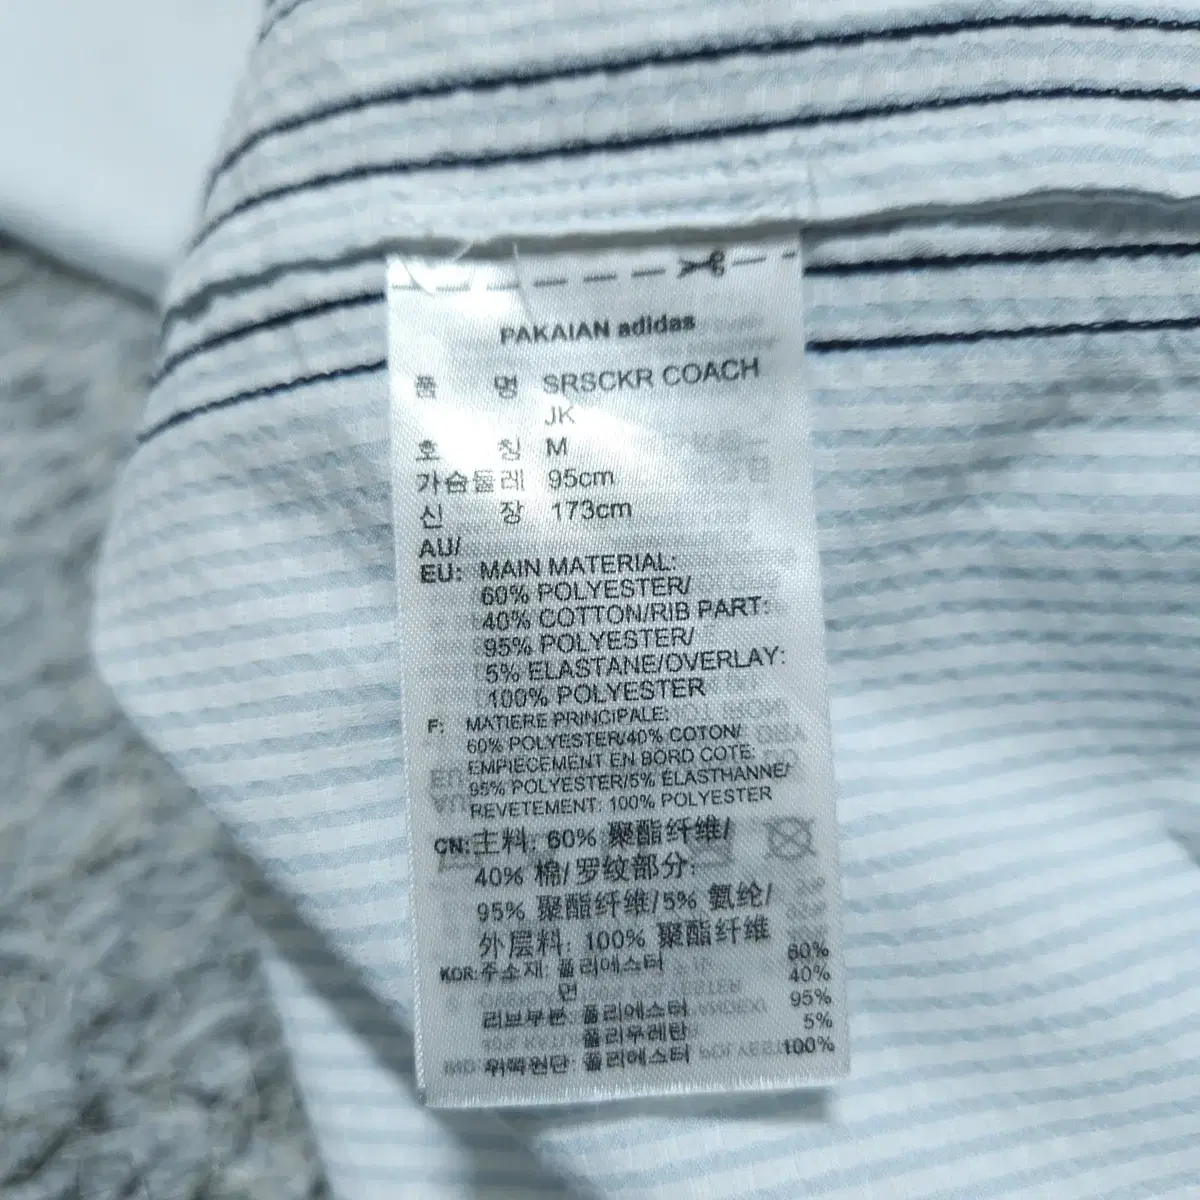 PAKAIAN adidas
품 명 SRSCKR COACH
JK
호 칭 M
가슴둘레 95cm
신 장 173cm
AU/
EU: MAIN MATERIAL:
60% POLYESTER/
40% COTTON/RIB PART:
95% POLYESTER/
5% ELASTANE/OVERLAY:
100% POLYESTER
F: MATIERE PRINCIPALE:
60% POLYESTER/40% COTON/
EMPIECEMENT EN BORD COTE:
95% POLYESTER/5% ELASTHANNE/
REVETEMENT: 100% POLYESTER
CN:主料: 60% 聚酯纤维/
40% 棉/罗纹部分:
95% 聚酯纤维/5% 氨纶/
外层料: 100% 聚酯纤维
KOR:주소재: 폴리에스터 60%
면 40%
리브부분: 폴리에스터 95%
폴리우레탄 5%
위쪽원단: 폴리에스터 100%